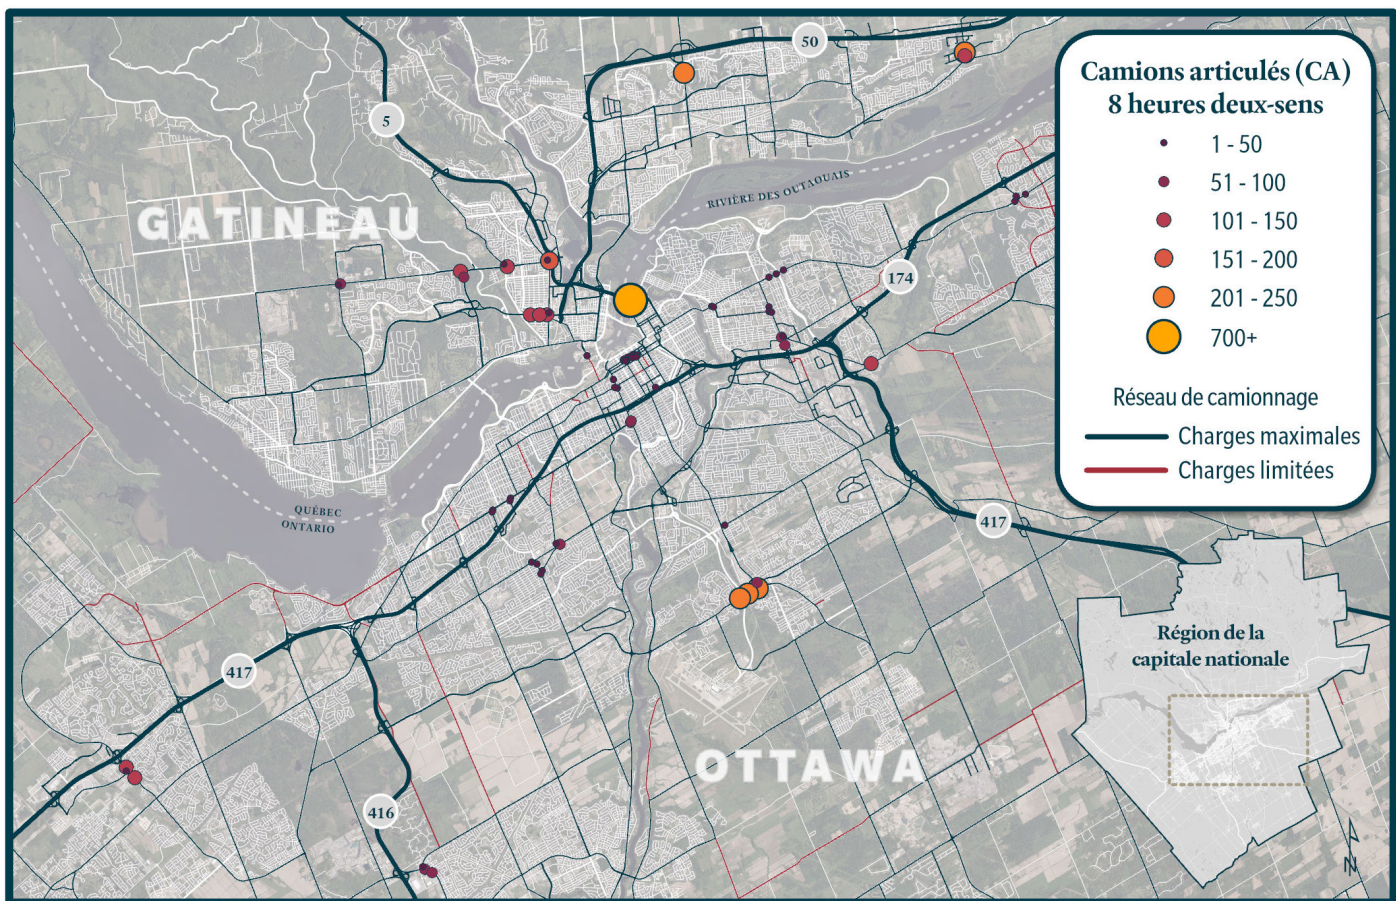 50
5
RIVIÈRE DES OUTAOUAIS
GATINEAU
174
QUÉBEC
ONTARIO
417
417
416
OTTAWA
Camions articulés (CA)
8 heures deux-sens
1 - 50
51 - 100
101 - 150
151 - 200
201 - 250
700+
Réseau de camionnage
Charges maximales
Charges limitées
Région de la
capitale nationale
N